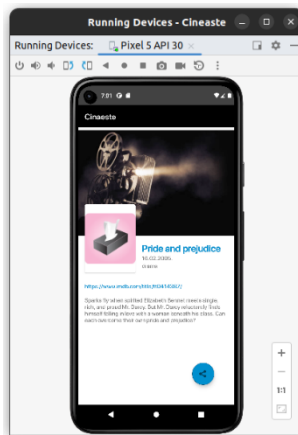 Running Devices - Cineaste
Running Devices: Pixel 5 API 30
7:01
Cineaste
Pride and prejudice
16.02.2005.
drama
https://www.imdb.com/title/tt0414387/
Sparks fly when spirited Elizabeth Bennet meets single,
rich, and proud Mr. Darcy. But Mr. Darcy reluctantly finds
himself falling in love with a woman beneath his class. Can
each overcome their own pride and prejudice?
1:1